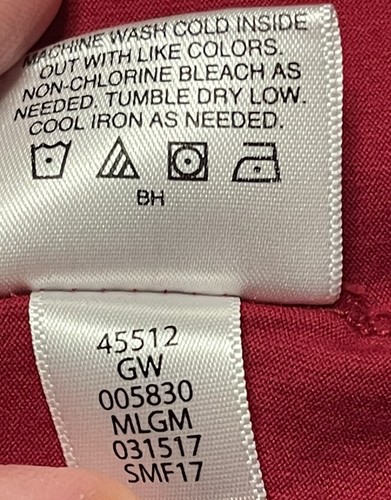 MACHINE WASH COLD INSIDE
OUT WITH LIKE COLORS.
NON-CHLORINE BLEACH AS
NEEDED. TUMBLE DRY LOW.
COOL IRON AS NEEDED.
BH
45512
GW
005830
MLGM
031517
SMF17